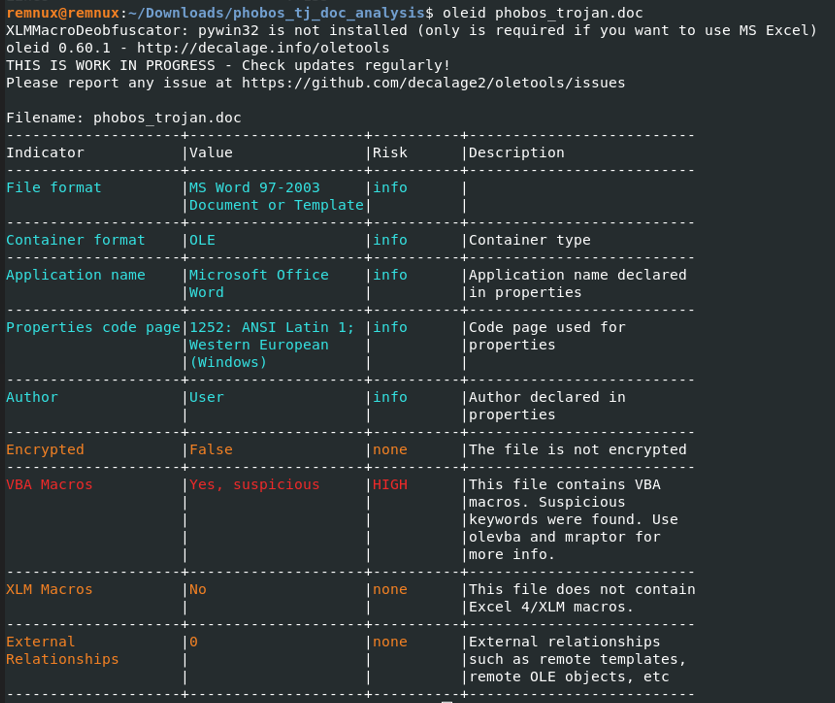 remnux@remnux:~/Downloads/phobos_tj_doc_analysis$ oleid phobos_trojan.doc
XLMMacroDeobfuscator: pywin32 is not installed (only is required if you want to use MS Excel)
oleid 0.60.1 - http://decalage.info/oletools
THIS IS WORK IN PROGRESS - Check updates regularly!
Please report any issue at https://github.com/decalage2/oletools/issues

Filename: phobos_trojan.doc
--------------------+--------------------+----------+--------------------------
Indicator           |Value               |Risk      |Description
--------------------+--------------------+----------+--------------------------
File format         |MS Word 97-2003     |info      |
                    |Document or Template|          |
--------------------+--------------------+----------+--------------------------
Container format    |OLE                 |info      |Container type
--------------------+--------------------+----------+--------------------------
Application name    |Microsoft Office    |info      |Application name declared
                    |Word                |          |in properties
--------------------+--------------------+----------+--------------------------
Properties code page|1252: ANSI Latin 1; |info      |Code page used for
                    |Western European    |          |properties
                    |(Windows)           |          |
--------------------+--------------------+----------+--------------------------
Author              |User                |info      |Author declared in
                    |                    |          |properties
--------------------+--------------------+----------+--------------------------
Encrypted           |False               |none      |The file is not encrypted
--------------------+--------------------+----------+--------------------------
VBA Macros          |Yes, suspicious     |HIGH      |This file contains VBA
                    |                    |          |macros. Suspicious
                    |                    |          |keywords were found. Use
                    |                    |          |olevba and mraptor for
                    |                    |          |more info.
--------------------+--------------------+----------+--------------------------
XLM Macros          |No                  |none      |This file does not contain
                    |                    |          |Excel 4/XLM macros.
--------------------+--------------------+----------+--------------------------
External            |0                   |none      |External relationships
Relationships       |                    |          |such as remote templates,
                    |                    |          |remote OLE objects, etc
--------------------+--------------------+----------+--------------------------